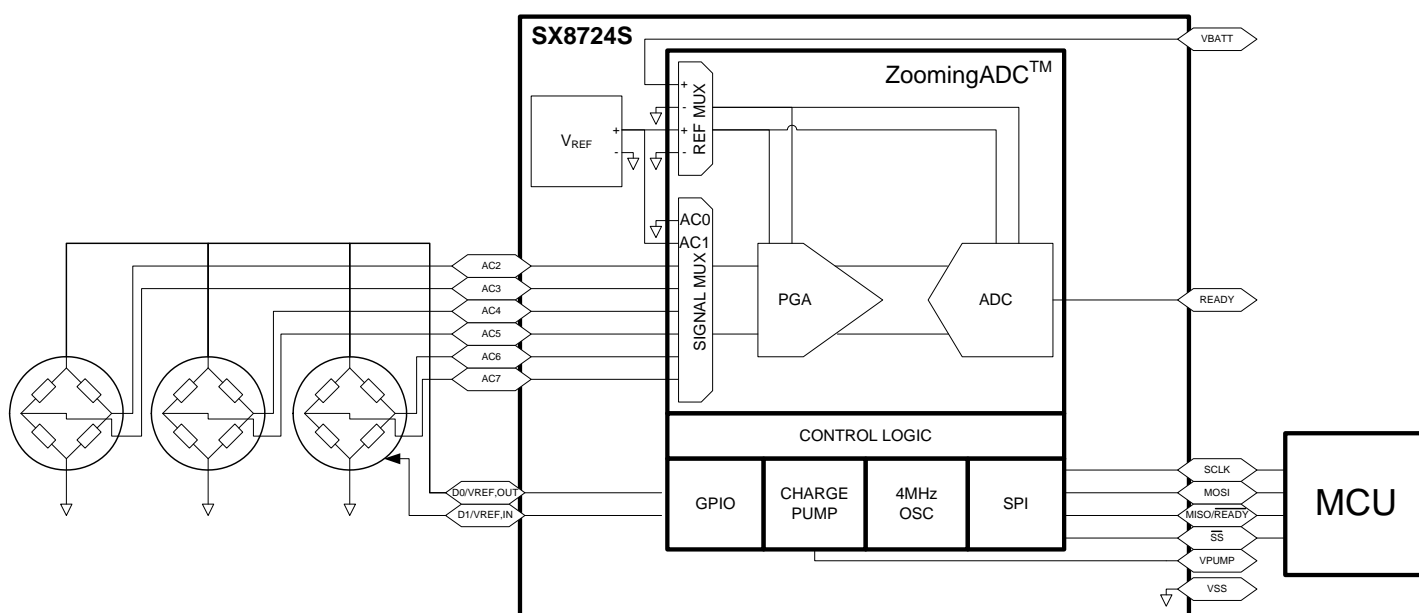 SX8724S
VBATT
ZoomingADC™
+
-
+
-
REF MUX
VREF
+
-
AC0
AC1
SIGNAL MUX
AC2
AC3
AC4
AC5
AC6
AC7
PGA
ADC
READY
CONTROL LOGIC
D0/VREF,OUT
D1/VREF,IN
GPIO
CHARGE
PUMP
4MHz
OSC
SPI
SCLK
MOSI
MISO/READY
SS
VPUMP
VSS
MCU